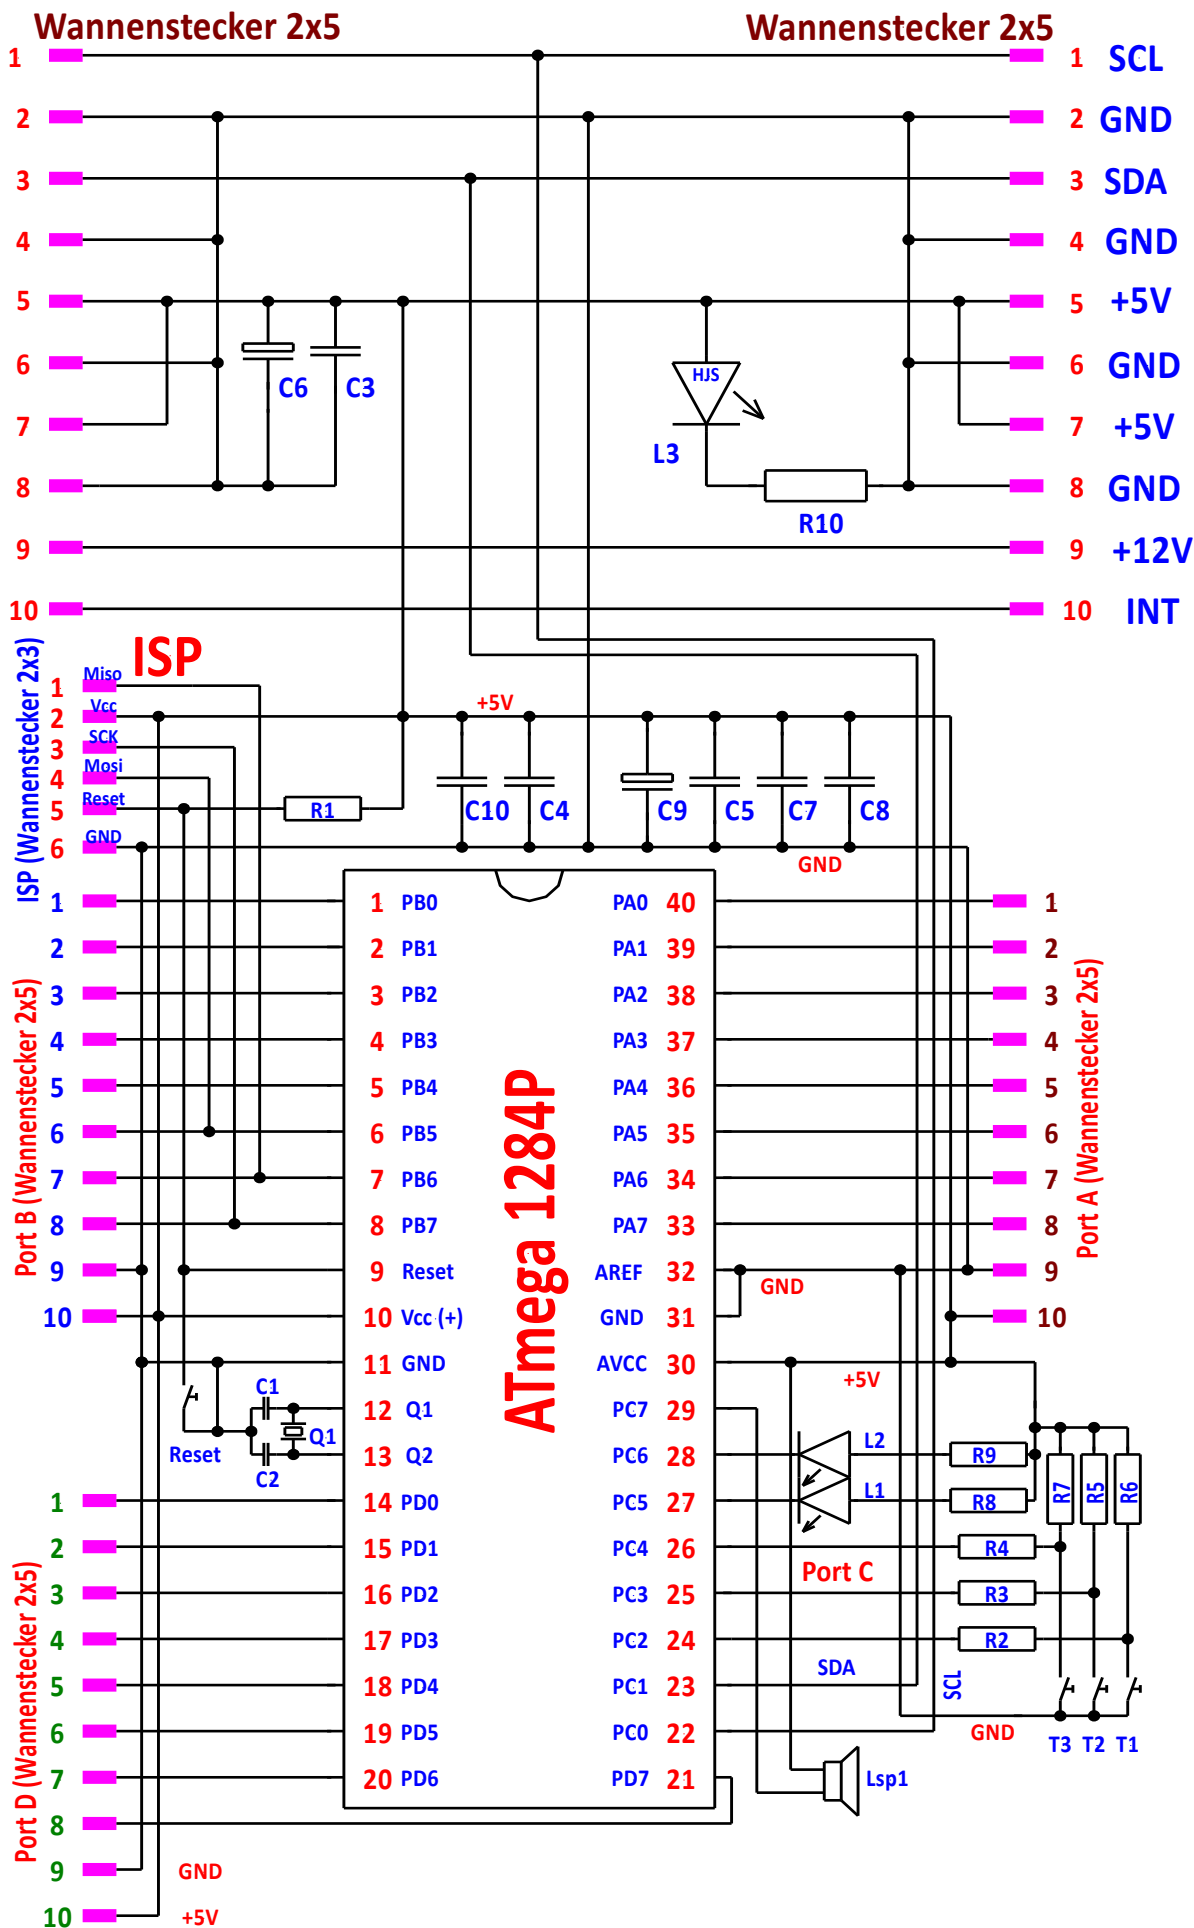 Wannenstecker 2x5 Wannenstecker 2x5
1 1 SCL
2 2 GND
3 3 SDA
4 4 GND
5 5 +5V
6 6 GND
C6 C3 HJS
7 7 +5V
L3
8 8 GND
R10
9 9 +12V
10 10 INT
ISP (Wannenstecker 2x3)
ISP
1 Miso
2 Vcc +5V
3 SCK
4 Mosi
5 Reset R1 C10 C4 C9 C5 C7 C8
6 GND GND
Port B (Wannenstecker 2x5)
ATmega 1284P
Port A (Wannenstecker 2x5)
1 1 PB0 PA0 40 1
2 2 PB1 PA1 39 2
3 3 PB2 PA2 38 3
4 4 PB3 PA3 37 4
5 5 PB4 PA4 36 5
6 6 PB5 PA5 35 6
7 7 PB6 PA6 34 7
8 8 PB7 PA7 33 8
9 9 Reset AREF 32 9
GND
10 10 Vcc (+) GND 31 10
11 GND AVCC 30
+5V
C1
12 Q1 PC7 29
Q1
L2
Reset
13 Q2 PC6 28 R9
C2
L1
R7 R5 R6
Port D (Wannenstecker 2x5)
1 14 PD0 PC5 27 R8
2 15 PD1 PC4 26 R4
Port C
3 16 PD2 PC3 25 R3
4 17 PD3 PC2 24 R2
SDA
SCL
5 18 PD4 PC1 23
6 19 PD5 PC0 22 GND
T3 T2 T1
7 20 PD6 PD7 21 Lsp1
8
9 GND
10 +5V